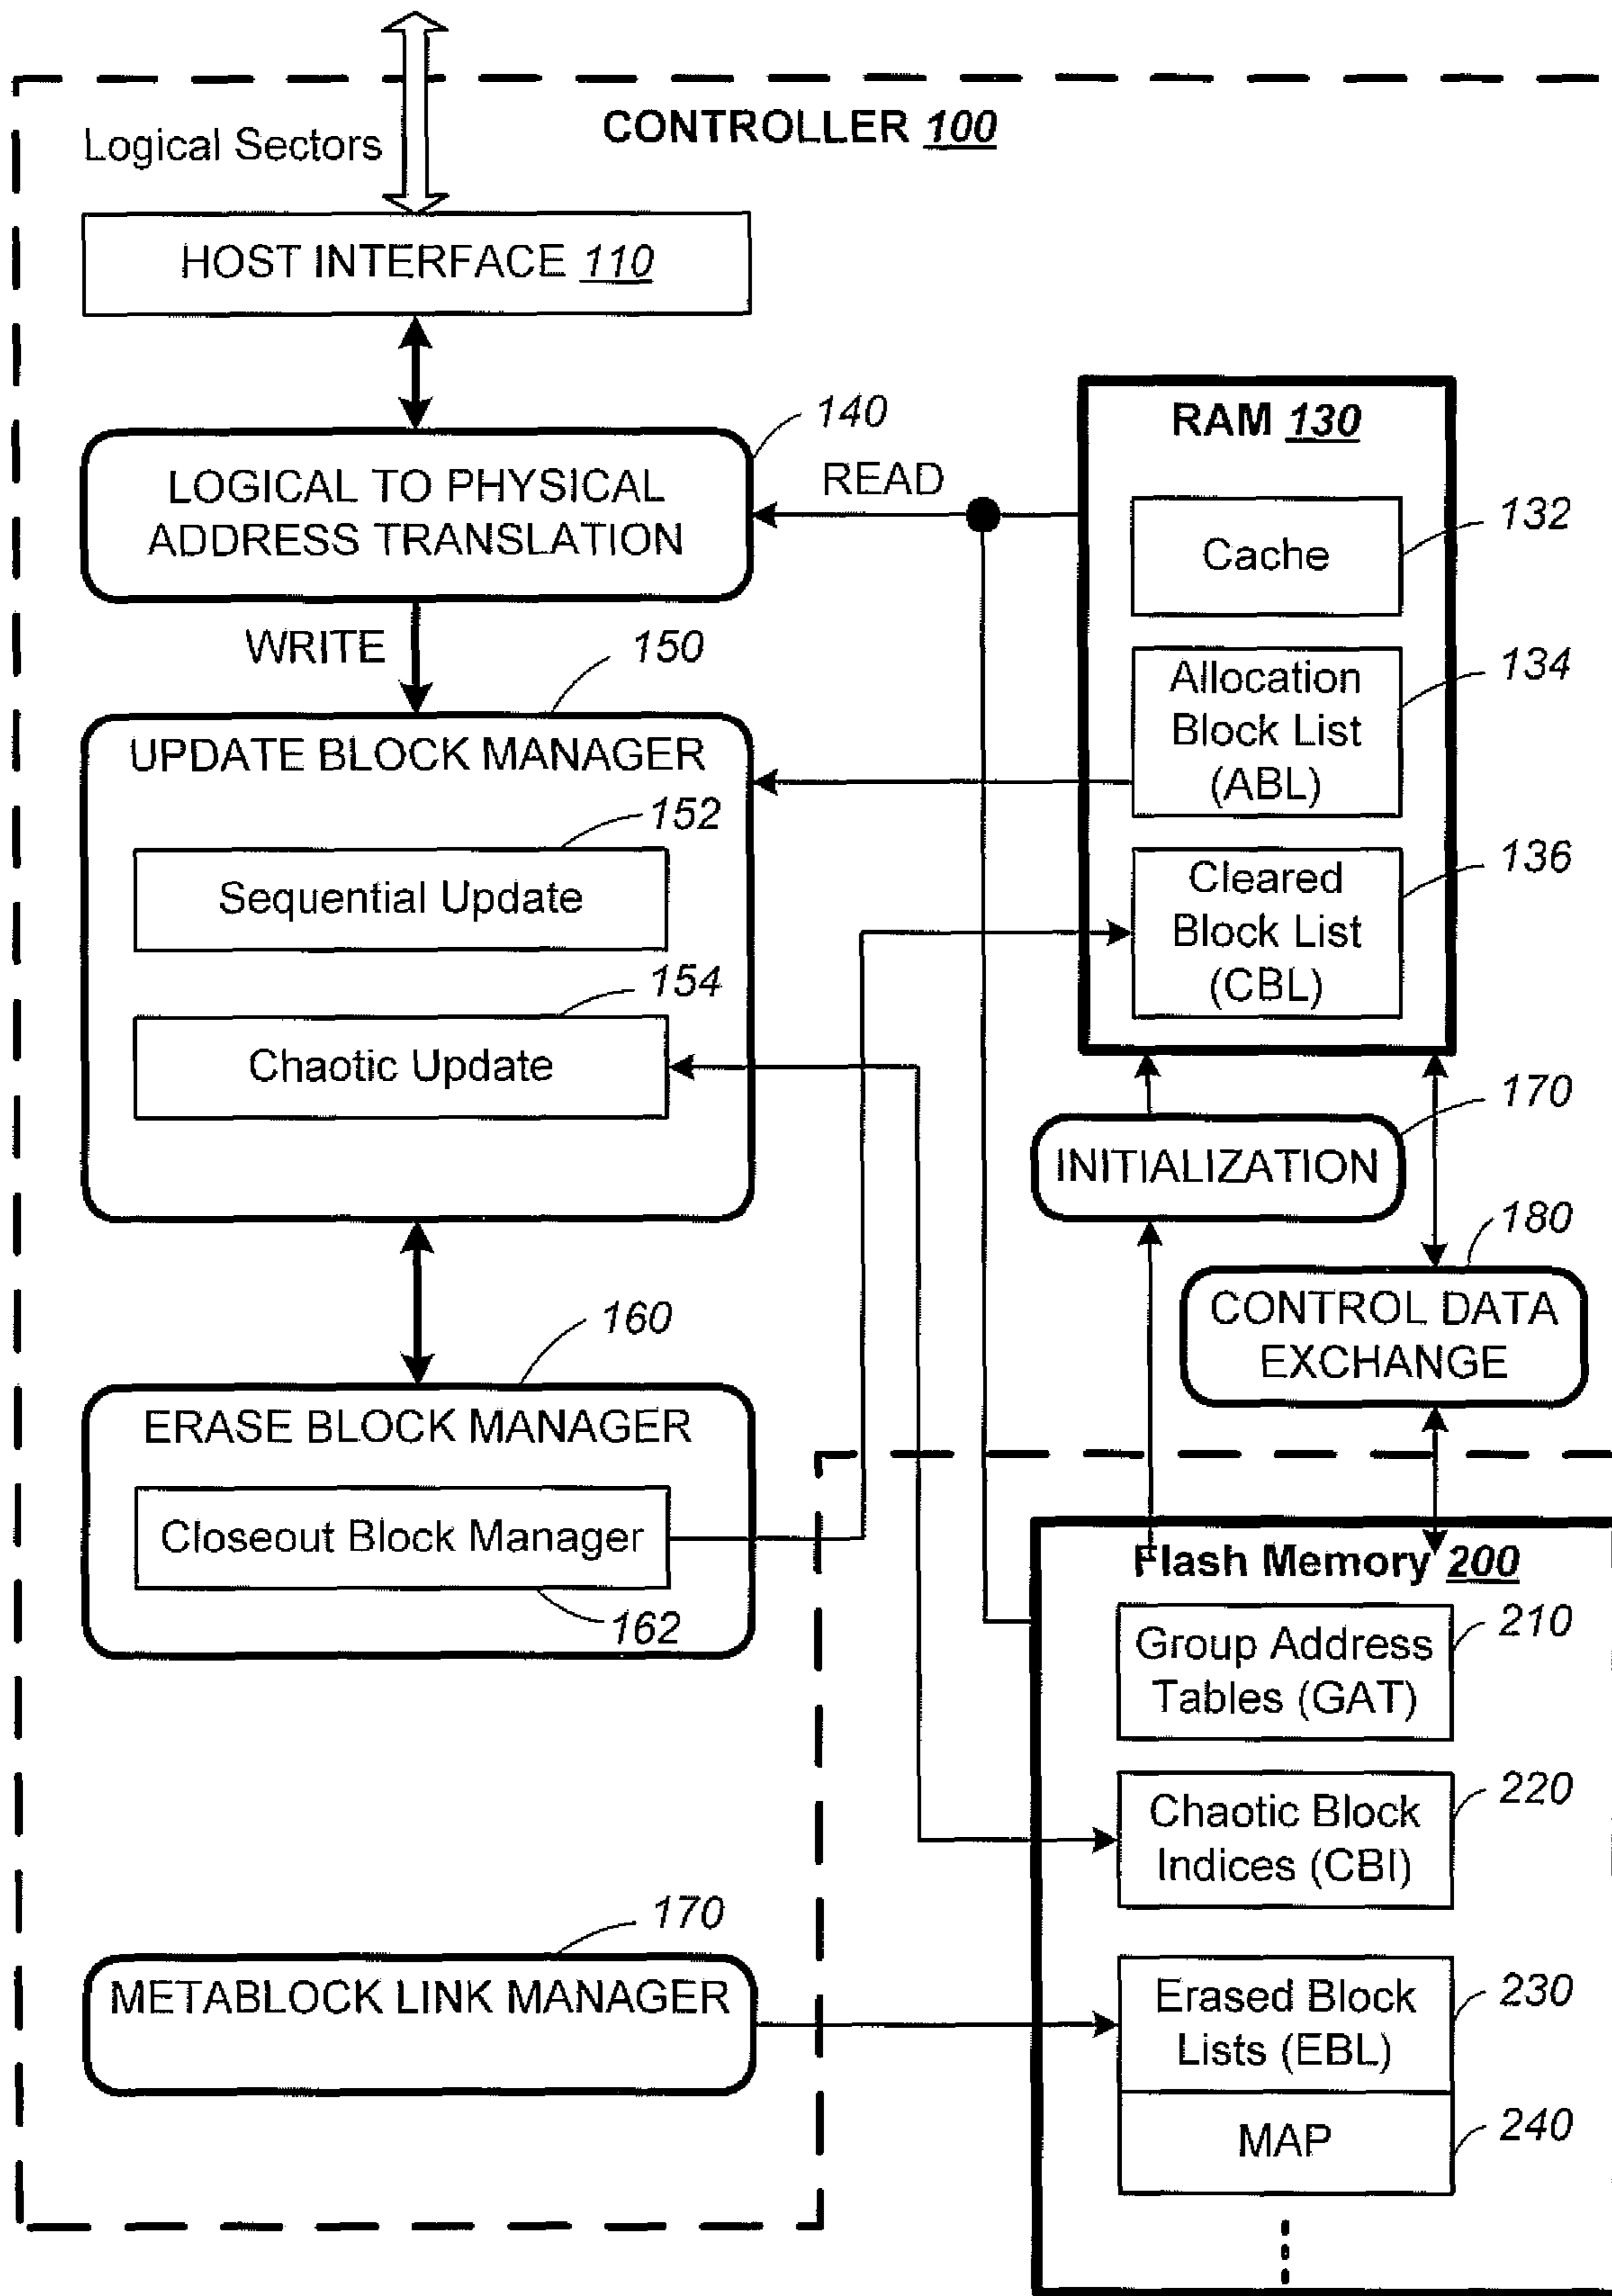 Logical Sectors
CONTROLLER 100
HOST INTERFACE 110
140
LOGICAL TO PHYSICAL
ADDRESS TRANSLATION
READ
WRITE
RAM 130
132
Cache
134
Allocation
Block List
(ABL)
136
Cleared
Block List
(CBL)
150
UPDATE BLOCK MANAGER
152
Sequential Update
154
Chaotic Update
170
INITIALIZATION
180
CONTROL DATA
EXCHANGE
160
ERASE BLOCK MANAGER
Closeout Block Manager
162
Flash Memory 200
210
Group Address
Tables (GAT)
220
Chaotic Block
Indices (CBI)
170
METABLOCK LINK MANAGER
230
Erased Block
Lists (EBL)
240
MAP